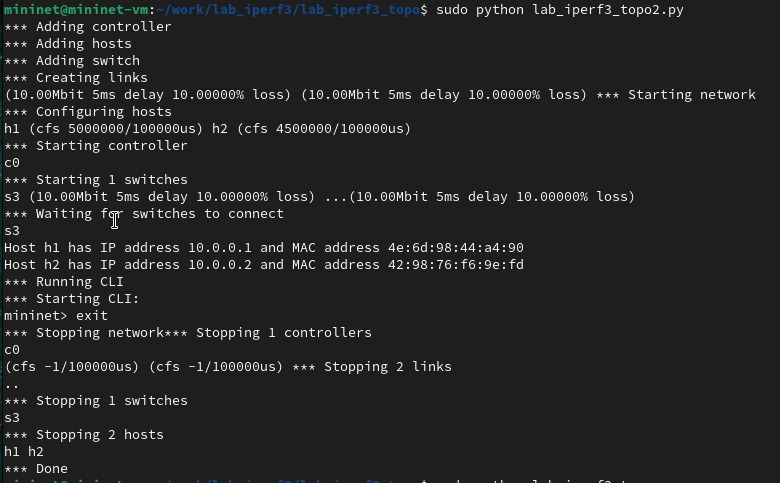 mininet@mininet-vm:~/work/lab_iperf3/lab_iperf3_topo$ sudo python lab_iperf3_topo2.py
*** Adding controller
*** Adding hosts
*** Adding switch
*** Creating links
(10.00Mbit 5ms delay 10.00000% loss) (10.00Mbit 5ms delay 10.00000% loss) *** Starting network
*** Configuring hosts
h1 (cfs 5000000/100000us) h2 (cfs 4500000/100000us)
*** Starting controller
c0
*** Starting 1 switches
s3 (10.00Mbit 5ms delay 10.00000% loss) ...(10.00Mbit 5ms delay 10.00000% loss)
*** Waiting for switches to connect
s3
Host h1 has IP address 10.0.0.1 and MAC address 4e:6d:98:44:a4:90
Host h2 has IP address 10.0.0.2 and MAC address 42:98:76:f6:9e:fd
*** Running CLI
*** Starting CLI:
mininet> exit
*** Stopping network*** Stopping 1 controllers
c0
(cfs -1/100000us) (cfs -1/100000us) *** Stopping 2 links
..
*** Stopping 1 switches
s3
*** Stopping 2 hosts
h1 h2
*** Done